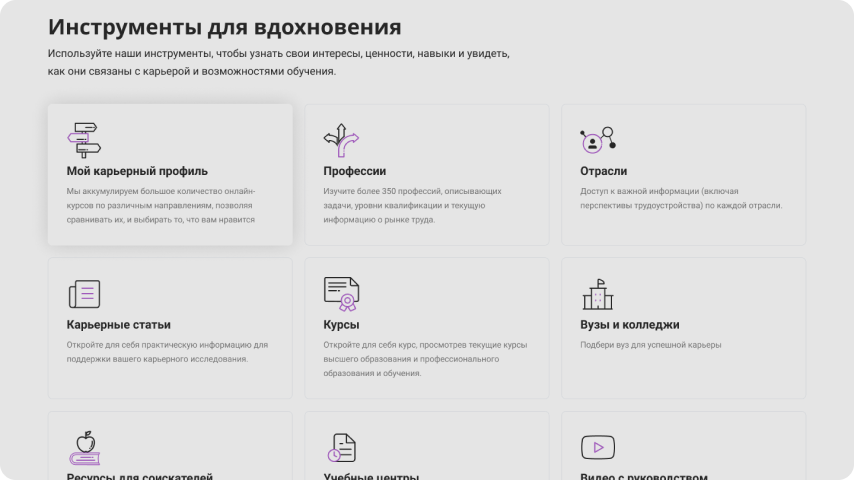 Инструменты для вдохновения
Используйте наши инструменты, чтобы узнать свои интересы, ценности, навыки и увидеть,
как они связаны с карьерой и возможностями обучения.
Мой карьерный профиль
Мы аккумулируем большое количество онлайн-
курсов по различным направлениям, позволяя
сравнивать их, и выбирать то, что вам нравится
Профессии
Изучите более 350 профессий, описывающих
задачи, уровни квалификации и текущую
информацию о рынке труда.
Отрасли
Доступ к важной информации (включая
перспективы трудоустройства) по каждой отрасли.
Карьерные статьи
Откройте для себя практическую информацию для
поддержки вашего карьерного исследования.
Курсы
Откройте для себя курс, просмотрев текущие курсы
высшего образования и профессионального
образования и обучения.
Вузы и колледжи
Подбери вуз для успешной карьеры
Ресурсы для соискателей
Учебные центры
Видео с руководством